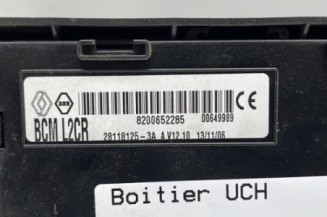 8200652285 00649989
BCM L2CR
28118125-3A A V12.10 13/11/06
Boitier UCH